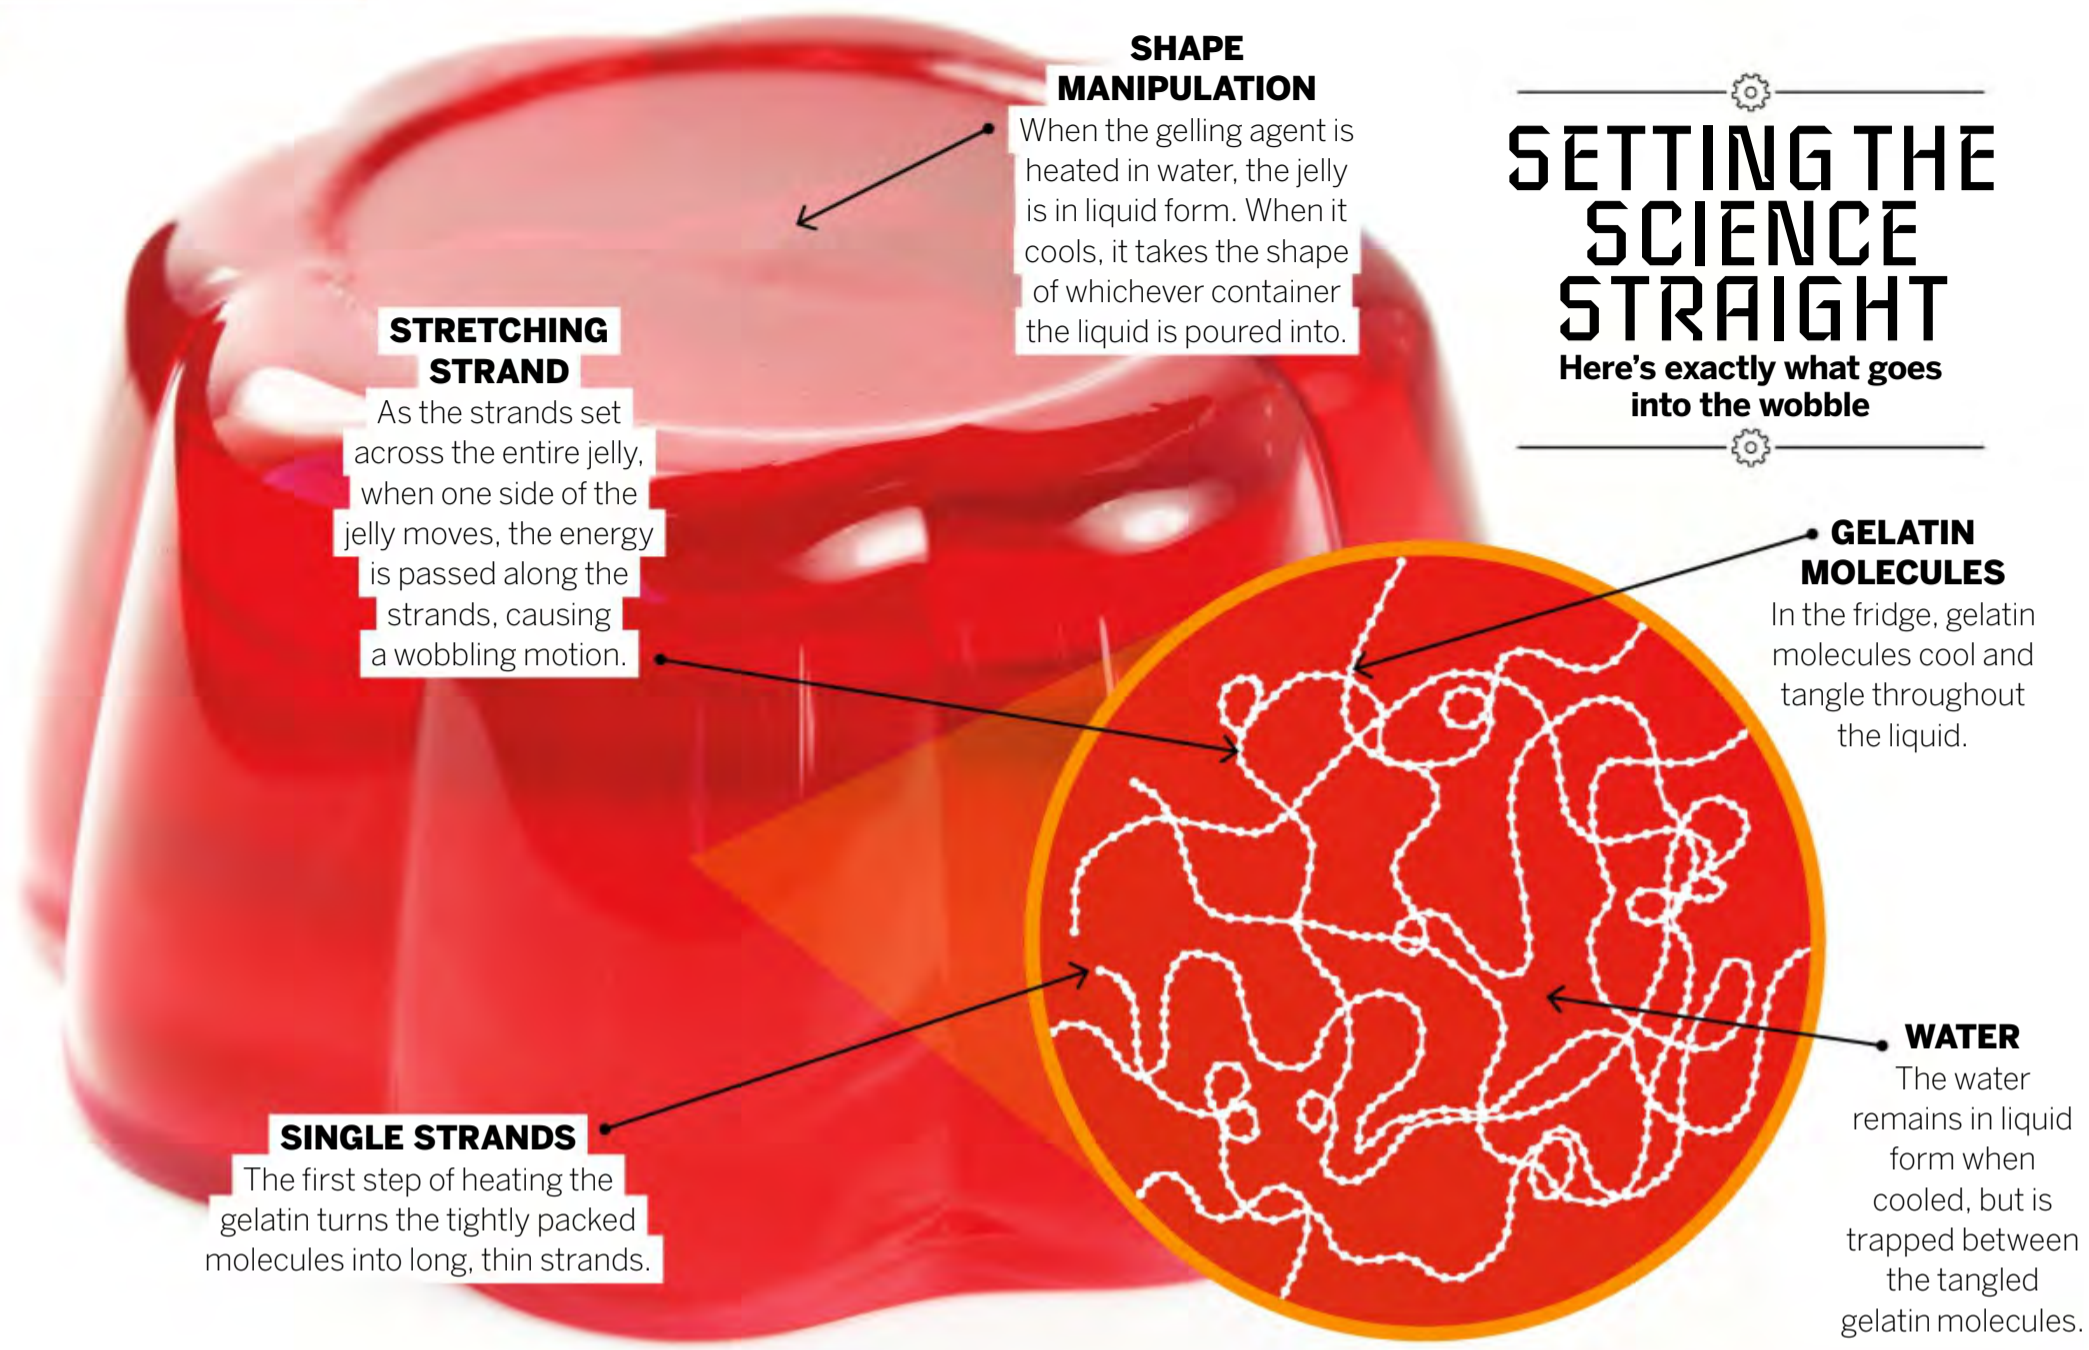 SETTING THE
SCIENCE
STRAIGHT
Here's exactly what goes
into the wobble
SHAPE
MANIPULATION
When the gelling agent is
heated in water, the jelly
is in liquid form. When it
cools, it takes the shape
of whichever container
the liquid is poured into.
STRETCHING
STRAND
As the strands set
across the entire jelly,
when one side of the
jelly moves, the energy
is passed along the
strands, causing
a wobbling motion.
GELATIN
MOLECULES
In the fridge, gelatin
molecules cool and
tangle throughout
the liquid.
SINGLE STRANDS
The first step of heating the
gelatin turns the tightly packed
molecules into long, thin strands.
WATER
The water
remains in liquid
form when
cooled, but is
trapped between
the tangled
gelatin molecules.